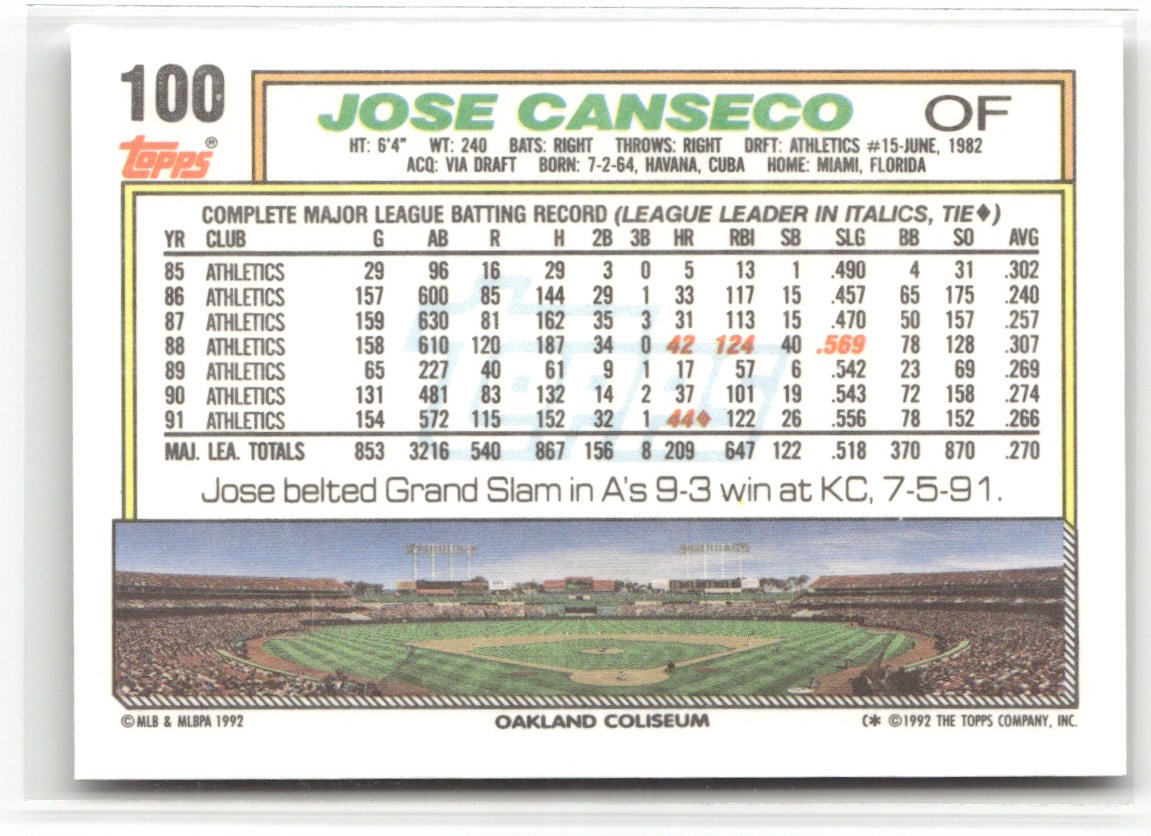 100
JOSE CANSECO OF
topps®
HT: 6'4" WT: 240 BATS: RIGHT THROWS: RIGHT DRFT: ATHLETICS #15-JUNE, 1982
ACQ: VIA DRAFT BORN: 7-2-64, HAVANA, CUBA HOME: MIAMI, FLORIDA
COMPLETE MAJOR LEAGUE BATTING RECORD (LEAGUE LEADER IN ITALICS, TIE♦)
YR CLUB G AB R H 2B 3B HR RBI SB SLG BB SO AVG
85 ATHLETICS 29 96 16 29 3 0 5 13 1 .490 4 31 .302
86 ATHLETICS 157 600 85 144 29 1 33 117 15 .457 65 175 .240
87 ATHLETICS 159 630 81 162 35 3 31 113 15 .470 50 157 .257
88 ATHLETICS 158 610 120 187 34 0 42 124 40 .569 78 128 .307
89 ATHLETICS 65 227 40 61 9 1 17 57 6 .542 23 69 .269
90 ATHLETICS 131 481 83 132 14 2 37 101 19 .543 72 158 .274
91 ATHLETICS 154 572 115 152 32 1 44♦ 122 26 .556 78 152 .266
MAJ. LEA. TOTALS 853 3216 540 867 156 8 209 647 122 .518 370 870 .270
topps
Jose belted Grand Slam in A's 9-3 win at KC, 7-5-91.
©MLB & MLBPA 1992 OAKLAND COLISEUM C* ©1992 THE TOPPS COMPANY, INC.